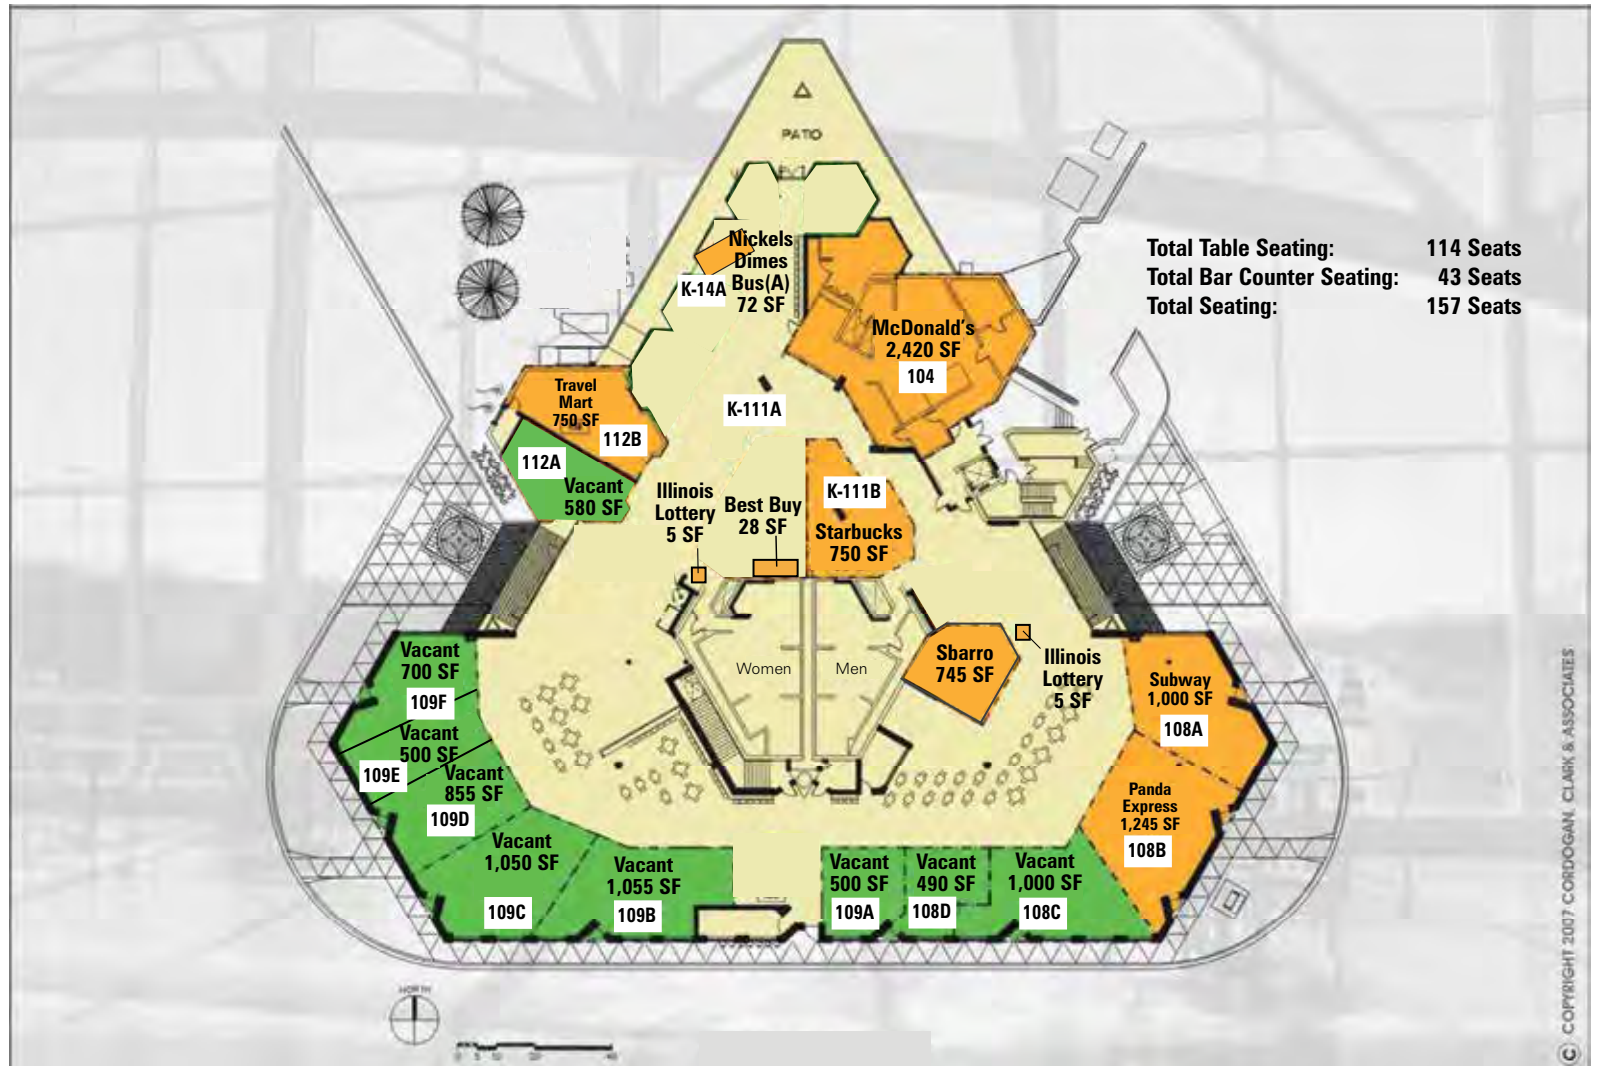 PATIO
Nickels
Dimes
Bus(A)
72 SF
K-14A
Total Table Seating: 114 Seats
Total Bar Counter Seating: 43 Seats
Total Seating: 157 Seats
McDonald's
2,420 SF
104
Travel
Mart
750 SF
112B
K-111A
112A
Vacant
580 SF
Illinois
Lottery
5 SF
Best Buy
28 SF
K-111B
Starbucks
750 SF
Women
Men
Sbarro
745 SF
Illinois
Lottery
5 SF
Vacant
700 SF
109F
Vacant
500 SF
109E
Vacant
855 SF
109D
Vacant
1,050 SF
109C
Vacant
1,055 SF
109B
Vacant
500 SF
109A
Vacant
490 SF
108D
Vacant
1,000 SF
108C
Subway
1,000 SF
108A
Panda
Express
1,245 SF
108B
NORTH
0 5 10 20 40
© COPYRIGHT 2007 CORDOGAN, CLARK & ASSOCIATES